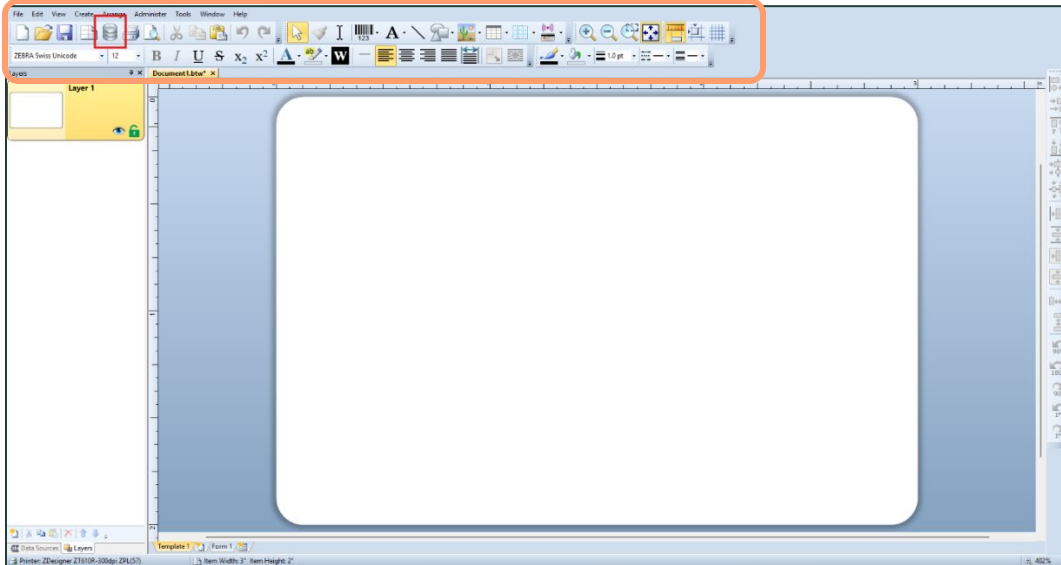 File Edit View Create Arrange Administer Tools Window Help
ZEBRA Swiss Unicode 12 B I U S X₂ X² A W 1.0 pt
Layers
Document1.btw* ×
Layer 1
Data Sources Layers
Template 1 Form 1
Printer: ZDesigner ZT610R-300dpi ZPL(57) Item Width: 3" Item Height: 2" 402%